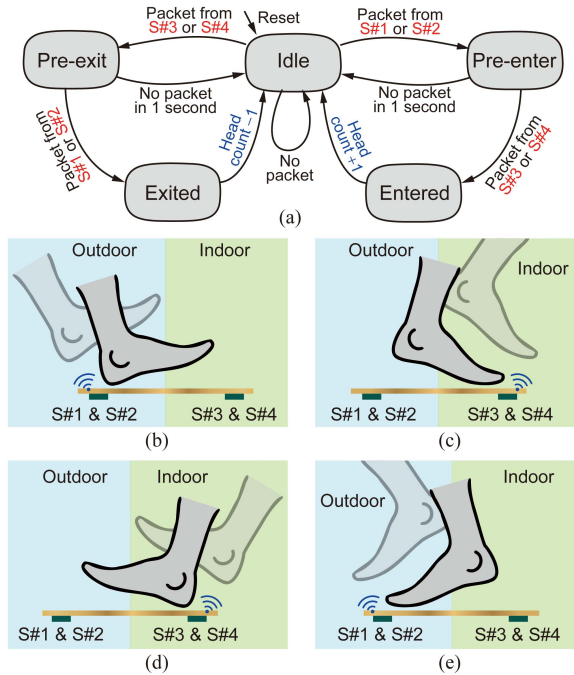 Packet from
S#3 or S#4
Reset
Packet from
S#1 or S#2
Pre-exit
Idle
Pre-enter
No packet
in 1 second
No packet
in 1 second
Packet from
S#1 or S#2
Head
count −1
No
packet
Head
count +1
Packet from
S#3 or S#4
Exited
Entered
(a)
Outdoor
Indoor
S#1 & S#2
S#3 & S#4
(b)
Outdoor
Indoor
S#1 & S#2
S#3 & S#4
(c)
Outdoor
Indoor
S#1 & S#2
S#3 & S#4
(d)
Outdoor
Indoor
S#1 & S#2
S#3 & S#4
(e)